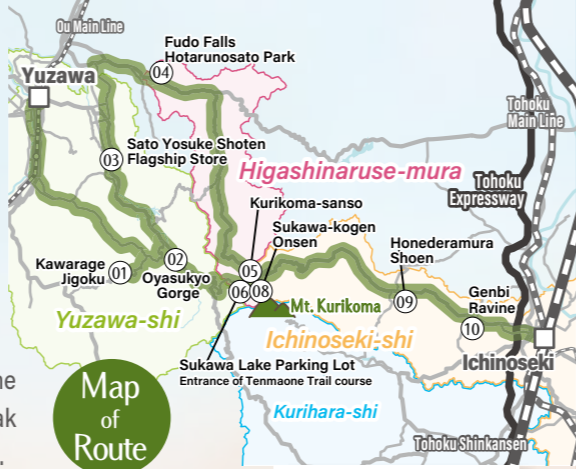 Ou Main Line
Fudo Falls
Hotarunosato Park
04
Yuzawa
Tohoku
Main Line
03
Sato Yosuke Shoten
Flagship Store
Higashinaruse-mura
Tohoku
Expressway
Kurikoma-sanso
Sukawa-kogen
Onsen
Honederamura
Shoen
Kawarage
Jigoku
01
02
Oyasukyo
Gorge
05
06
08
Mt. Kurikoma
09
Genbi
Ravine
10
Yuzawa-shi
Ichinoseki-shi
Ichinoseki
Sukawa Lake Parking Lot
Entrance of Tenmaone Trail course
Map
of
Route
Kurihara-shi
Tohoku Shinkansen